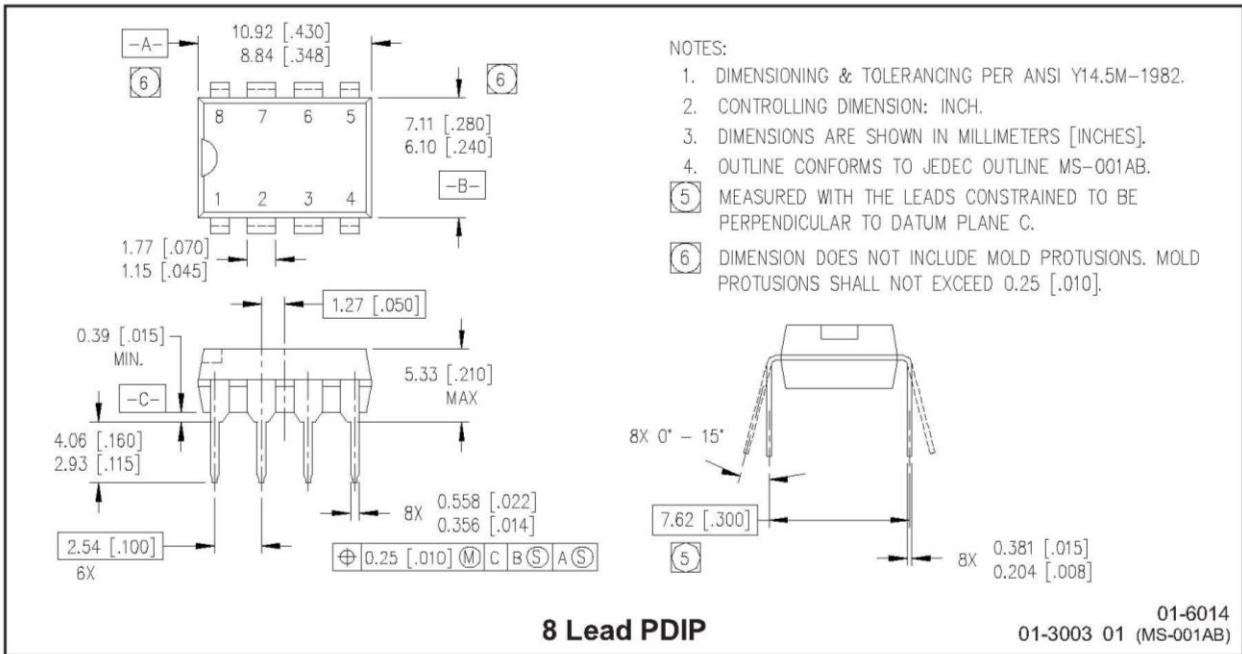 -A-
10.92 [.430]
8.84 [.348]
6
6
8 7 6 5
1 2 3 4
7.11 [.280]
6.10 [.240]
-B-
1.77 [.070]
1.15 [.045]
1.27 [.050]
0.39 [.015]
MIN.
-C-
5.33 [.210]
MAX
4.06 [.160]
2.93 [.115]
2.54 [.100]
6X
8X 0.558 [.022]
0.356 [.014]
⌖ 0.25 [.010] Ⓜ C B Ⓢ A Ⓢ
NOTES:
1. DIMENSIONING & TOLERANCING PER ANSI Y14.5M-1982.
2. CONTROLLING DIMENSION: INCH.
3. DIMENSIONS ARE SHOWN IN MILLIMETERS [INCHES].
4. OUTLINE CONFORMS TO JEDEC OUTLINE MS-001AB.
5 MEASURED WITH THE LEADS CONSTRAINED TO BE
PERPENDICULAR TO DATUM PLANE C.
6 DIMENSION DOES NOT INCLUDE MOLD PROTUSIONS. MOLD
PROTUSIONS SHALL NOT EXCEED 0.25 [.010].
8X 0° - 15°
7.62 [.300]
5
8X 0.381 [.015]
0.204 [.008]
8 Lead PDIP
01-6014
01-3003 01 (MS-001AB)